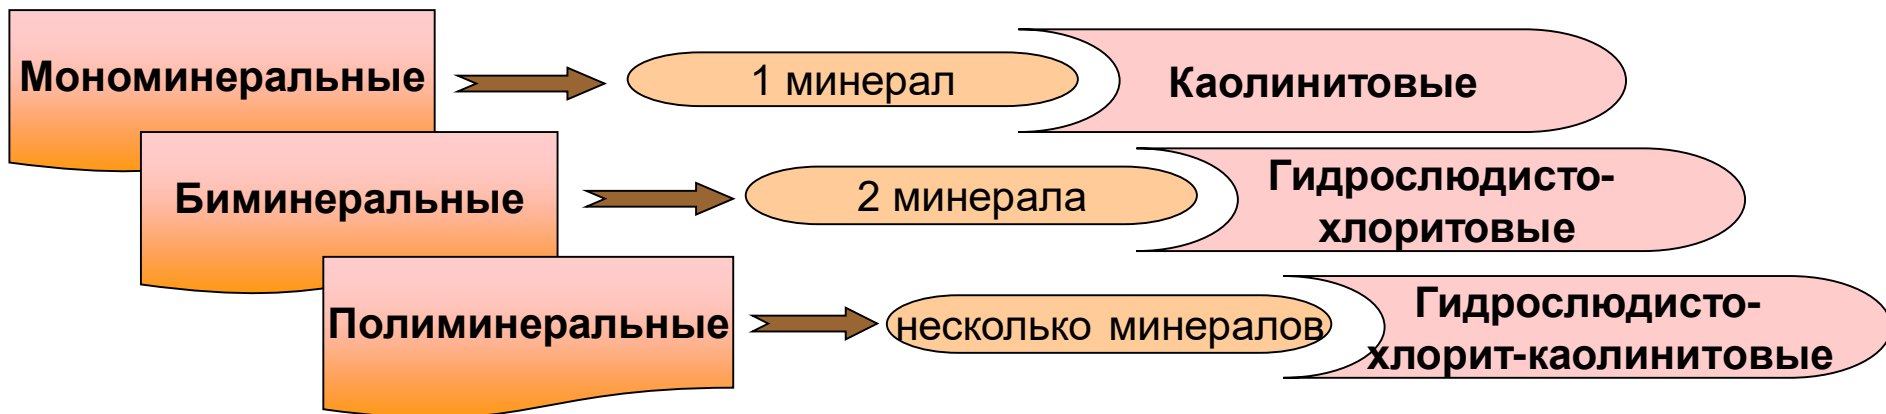 Мономинеральные
1 минерал
Каолинитовые
Биминеральные
2 минерала
Гидрослюдисто-
хлоритовые
Полиминеральные
несколько минералов
Гидрослюдисто-
хлорит-каолинитовые